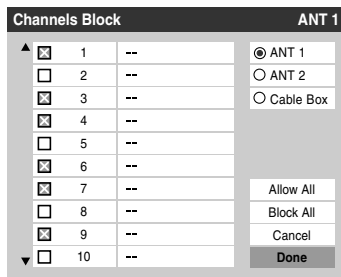 Channels Block ANT 1
1 -- ANT 1
2 -- ANT 2
3 -- Cable Box
4 --
5 --
6 --
7 -- Allow All
8 -- Block All
9 -- Cancel
10 -- Done